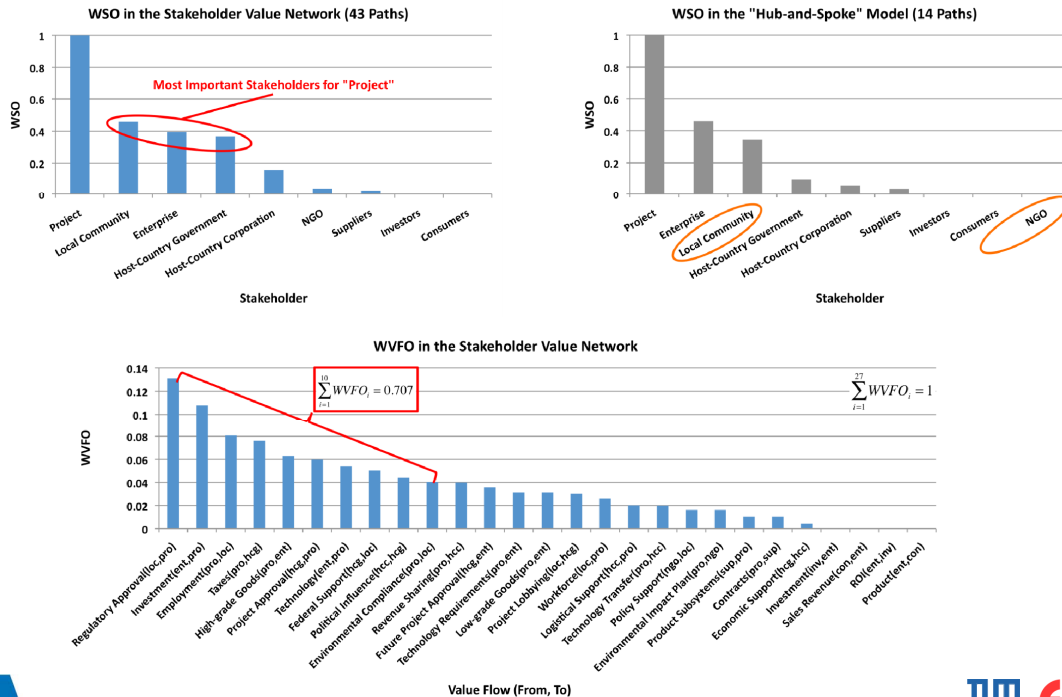 WSO in the Stakeholder Value Network (43 Paths)
1
0.8
0.6
0.4
0.2
0
WSO
Most Important Stakeholders for "Project"
Project
Local Community
Enterprise
Host-Country Government
Host-Country Corporation
NGO
Suppliers
Investors
Consumers
Stakeholder
WSO in the "Hub-and-Spoke" Model (14 Paths)
1
0.8
0.6
0.4
0.2
0
WSO
Project
Enterprise
Local Community
Host-Country Government
Host-Country Corporation
Suppliers
Investors
Consumers
NGO
Stakeholder
WVFO in the Stakeholder Value Network
0.14
0.12
0.1
0.08
0.06
0.04
0.02
0
WVFO
10
∑WVFOᵢ = 0.707
i=1
27
∑WVFOᵢ = 1
i=1
Regulatory Approval(loc,pro)
Investment(ent,pro)
Employment(pro,loc)
Taxes(pro,hcg)
High-grade Goods(pro,ent)
Project Approval(hcg,pro)
Technology(ent,pro)
Federal Support(hcg,loc)
Political Influence(hcc,hcg)
Environmental Compliance(pro,loc)
Revenue Sharing(pro,hcc)
Future Project Approval(hcg,ent)
Technology Requirements(pro,ent)
Low-grade Goods(pro,ent)
Project Lobbying(loc,hcg)
Workforce(loc,pro)
Logistical Support(hcc,pro)
Technology Transfer(pro,hcc)
Policy Support(ngo,loc)
Environmental Impact Plan(pro,ngo)
Product Subsystems(sup,pro)
Contracts(pro,sup)
Economic Support(hcg,hcc)
Investment(inv,ent)
Sales Revenue(con,ent)
ROI(ent,inv)
Product(ent,con)
Value Flow (From, To)